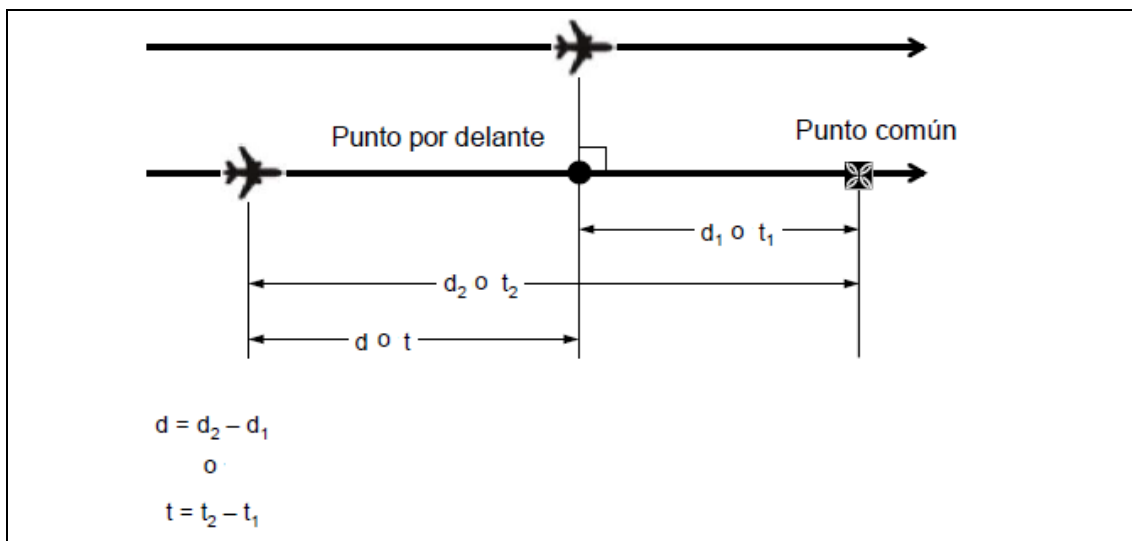 Punto por delante
Punto común
d₁ o t₁
d₂ o t₂
d o t
d = d₂ – d₁
o
t = t₂ – t₁